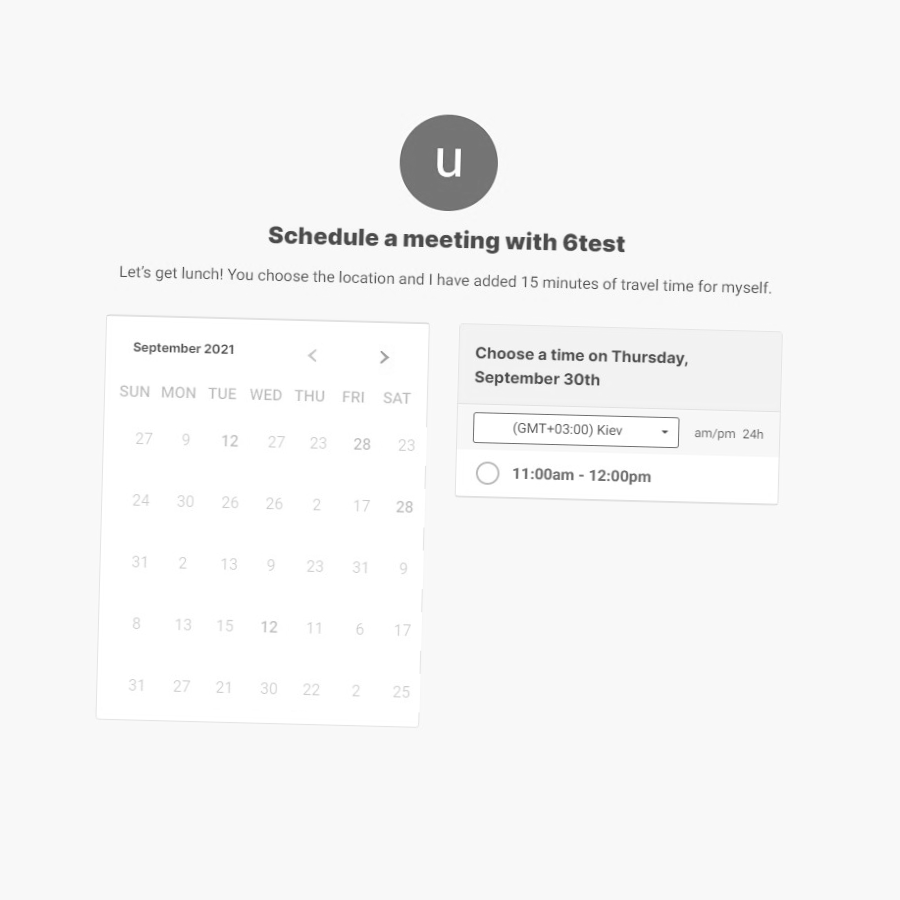 u
Schedule a meeting with 6test
Let's get lunch! You choose the location and I have added 15 minutes of travel time for myself.
September 2021
SUN MON TUE WED THU FRI SAT
27 9 12 27 23 28 23
24 30 26 26 2 17 28
31 2 13 9 23 31 9
8 13 15 12 11 6 17
31 27 21 30 22 2 25
Choose a time on Thursday,
September 30th
(GMT+03:00) Kiev am/pm 24h
11:00am - 12:00pm